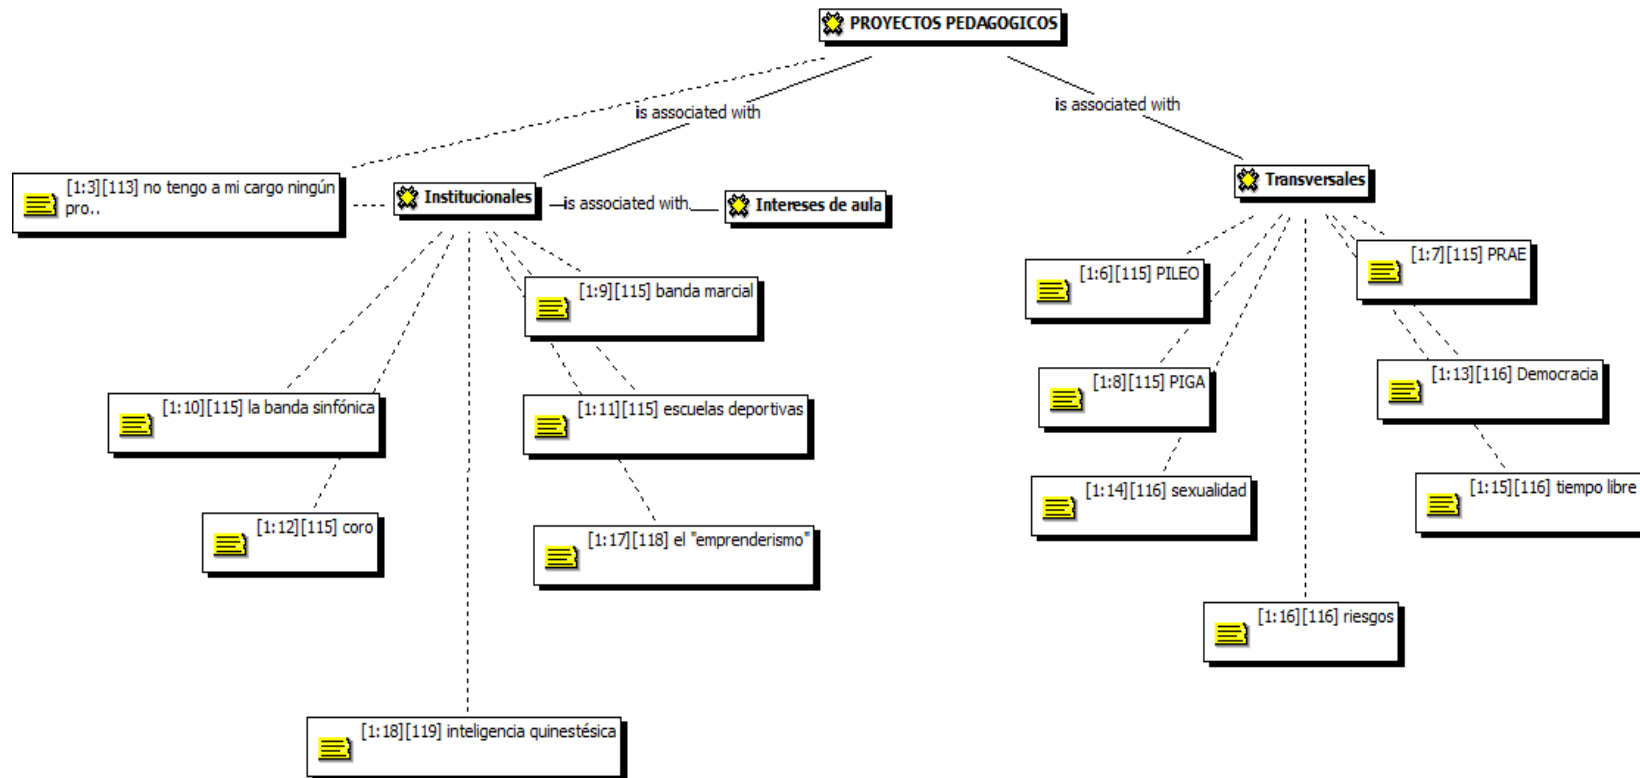 PROYECTOS PEDAGOGICOS
is associated with
is associated with
[1:3][113] no tengo a mi cargo ningún
pro..
Institucionales
is associated with
Intereses de aula
Transversales
[1:9][115] banda marcial
[1:6][115] PILEO
[1:7][115] PRAE
[1:10][115] la banda sinfónica
[1:11][115] escuelas deportivas
[1:8][115] PIGA
[1:13][116] Democracia
[1:12][115] coro
[1:17][118] el "emprenderismo"
[1:14][116] sexualidad
[1:15][116] tiempo libre
[1:16][116] riesgos
[1:18][119] inteligencia quinestésica